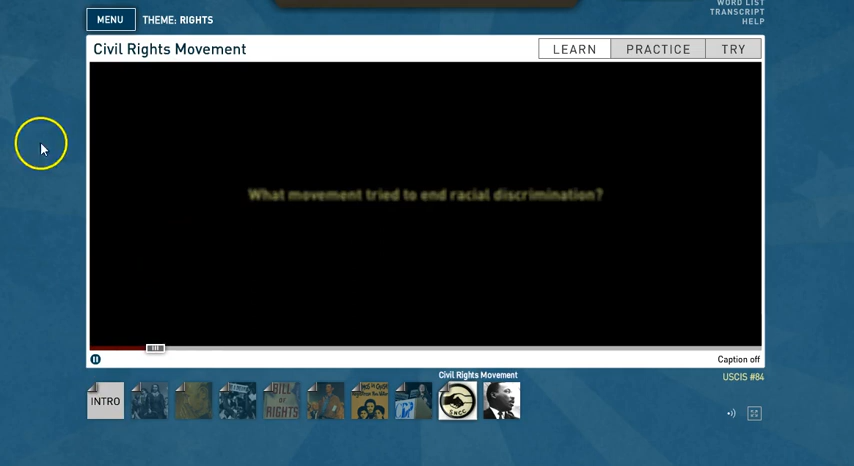 WORD LIST
MENU THEME: RIGHTS TRANSCRIPT
HELP
Civil Rights Movement LEARN PRACTICE TRY
What movement tried to end racial discrimination?
Caption off
Civil Rights Movement USCIS #84
INTRO BILL
OF
RIGHTS
SNCC